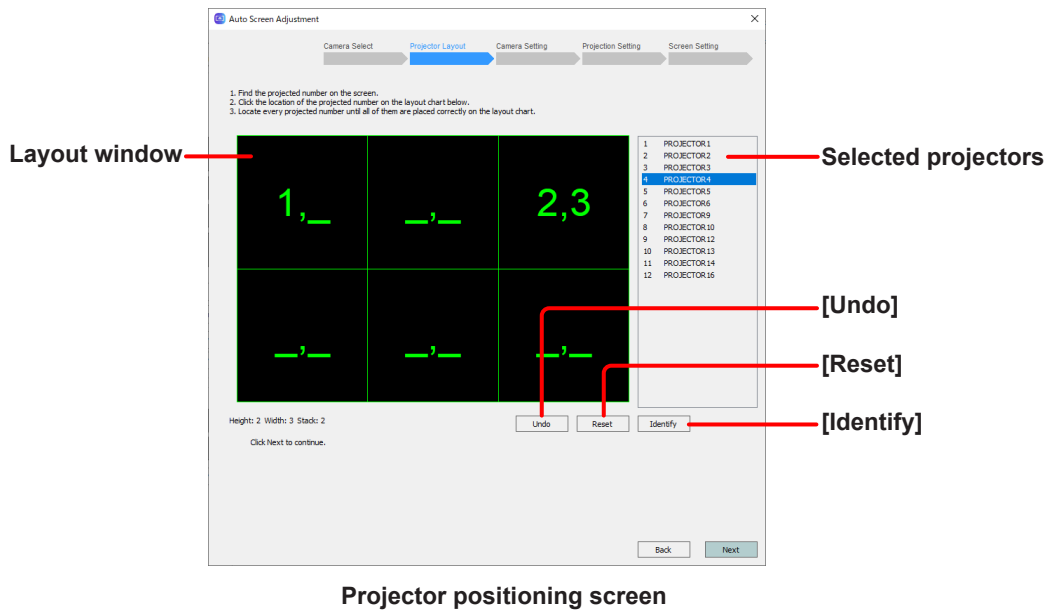 Auto Screen Adjustment
Camera Select
Projector Layout
Camera Setting
Projection Setting
Screen Setting
1. Find the projected number on the screen.
2. Click the location of the projected number on the layout chart below.
3. Locate every projected number until all of them are placed correctly on the layout chart.
Layout window
1,_
_,_
2,3
_,_
_,_
_,_
Selected projectors
1 PROJECTOR1
2 PROJECTOR2
3 PROJECTOR3
4 PROJECTOR4
5 PROJECTOR5
6 PROJECTOR6
7 PROJECTOR9
8 PROJECTOR10
9 PROJECTOR12
10 PROJECTOR13
11 PROJECTOR14
12 PROJECTOR16
[Undo]
[Reset]
[Identify]
Height: 2 Width: 3 Stack: 2
Undo
Reset
Identify
Click Next to continue.
Back
Next
Projector positioning screen